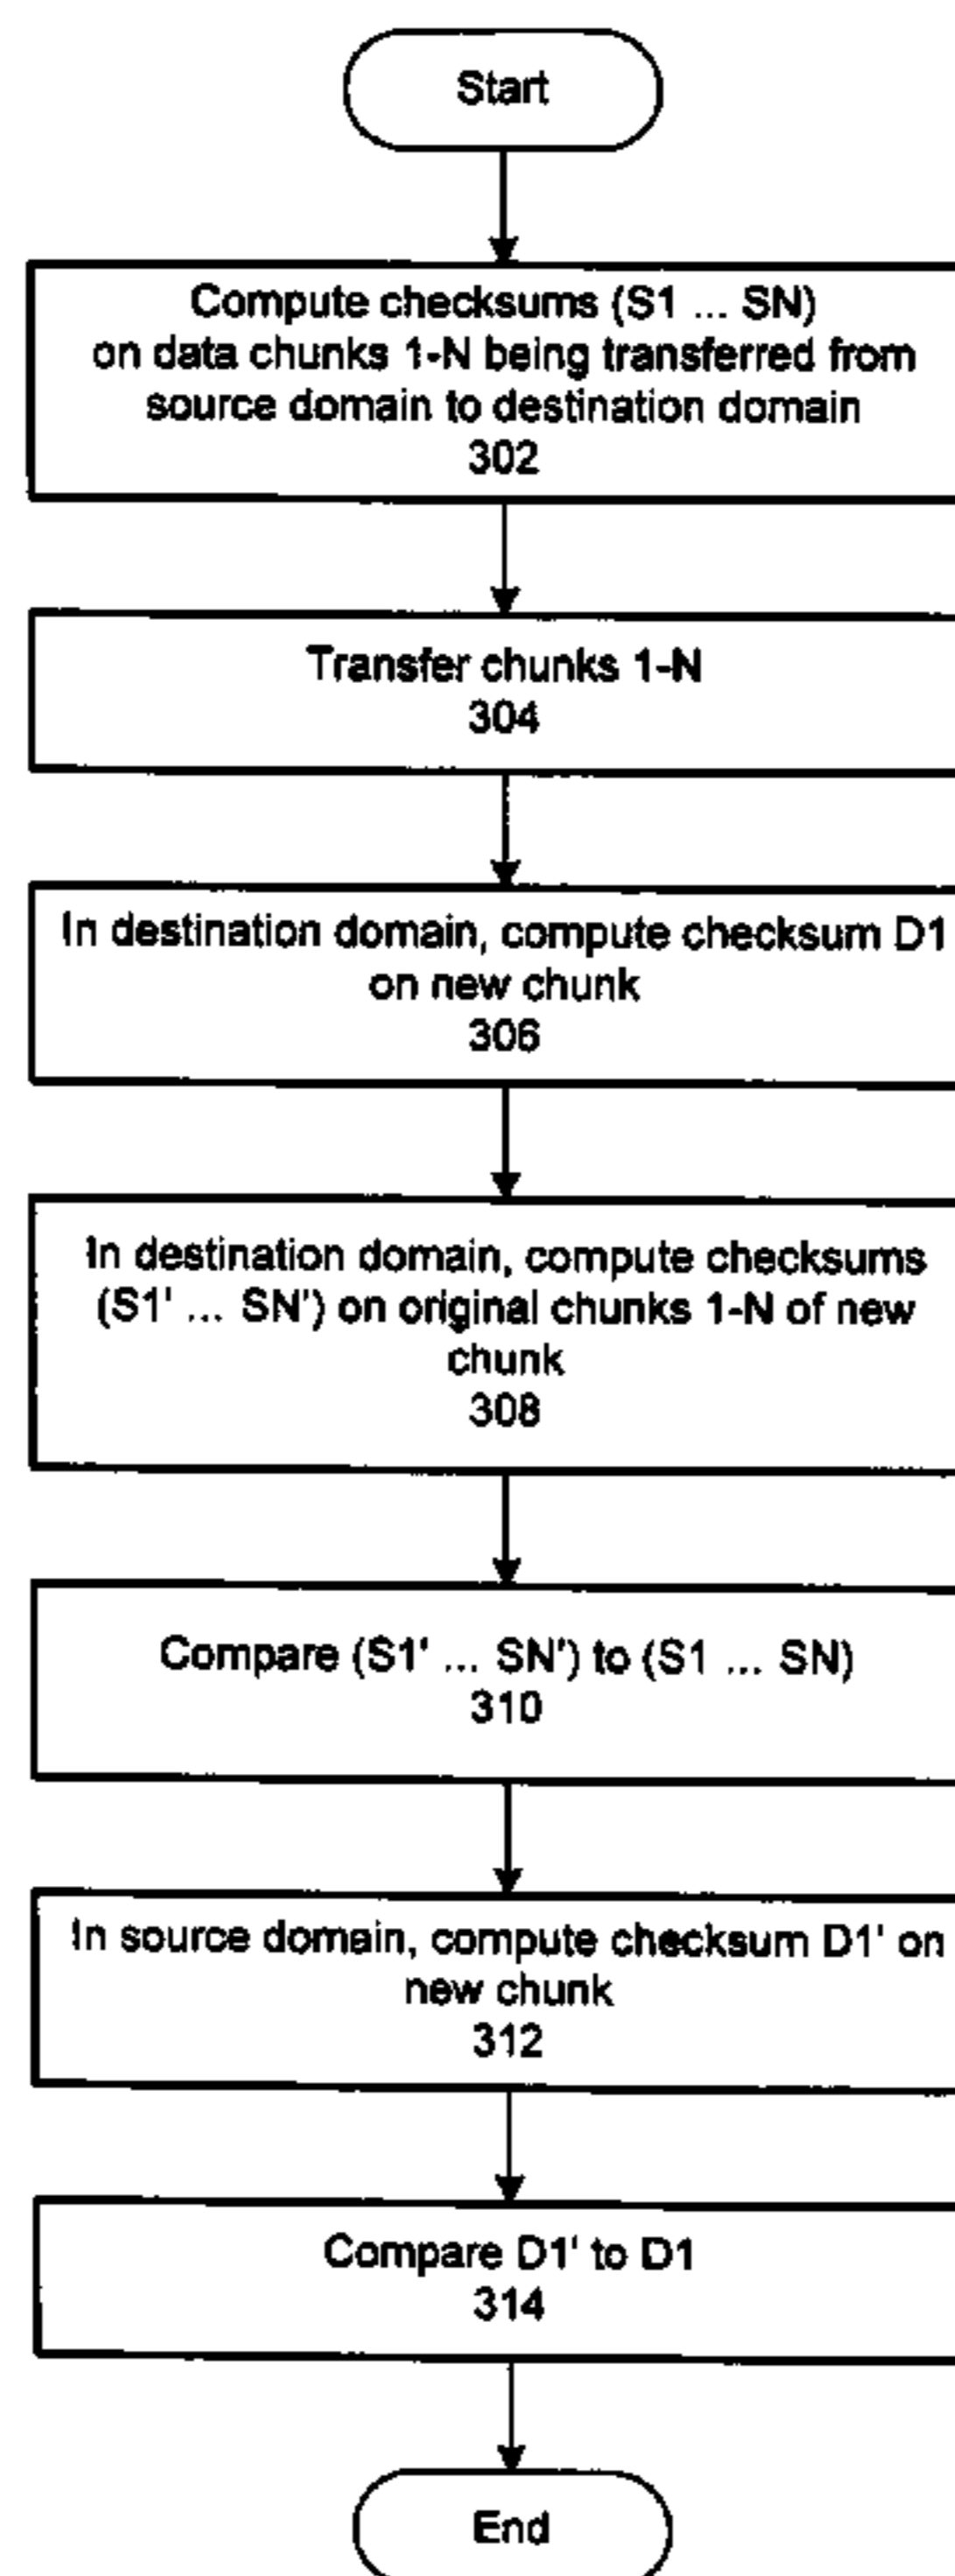 Start
Compute checksums (S1 ... SN)
on data chunks 1-N being transferred from
source domain to destination domain
302
Transfer chunks 1-N
304
In destination domain, compute checksum D1
on new chunk
306
In destination domain, compute checksums
(S1' ... SN') on original chunks 1-N of new
chunk
308
Compare (S1' ... SN') to (S1 ... SN)
310
In source domain, compute checksum D1' on
new chunk
312
Compare D1' to D1
314
End